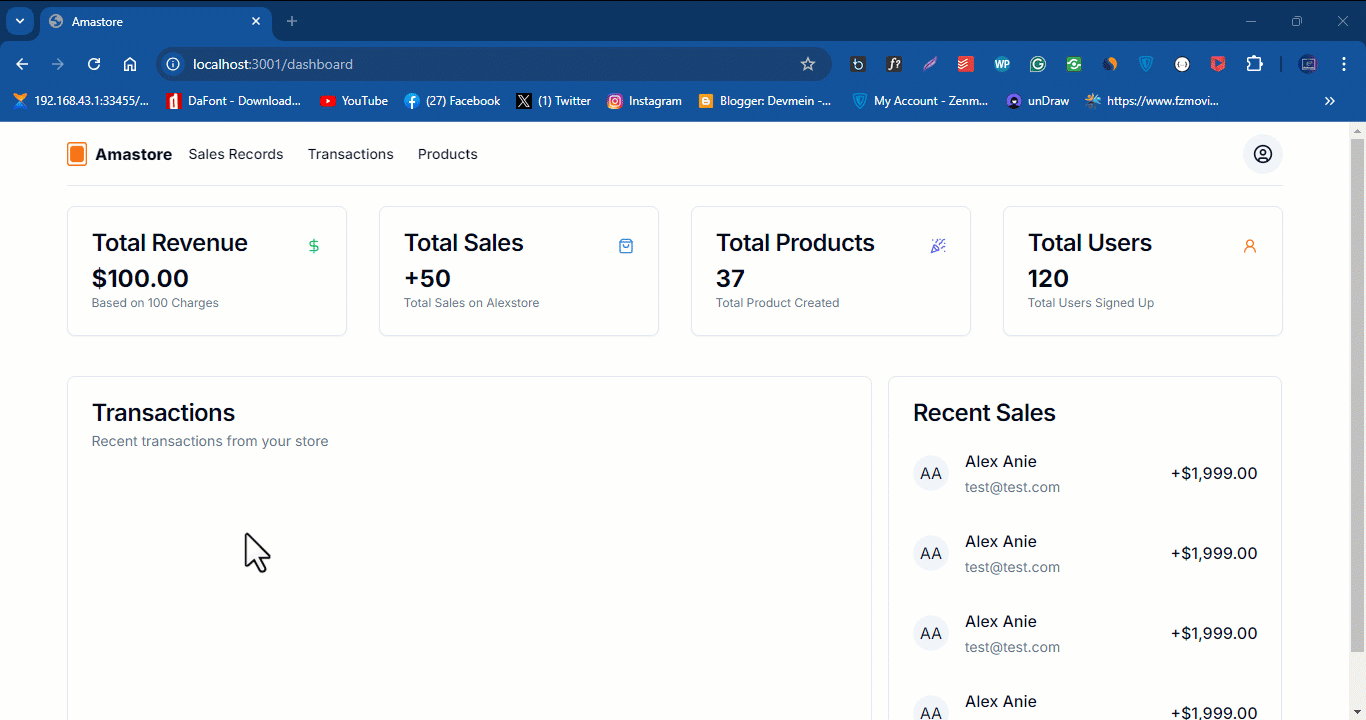 Amastore
localhost:3001/dashboard
192.168.43.1:33455/... DaFont - Download... YouTube (27) Facebook (1) Twitter Instagram Blogger: Devmein -... My Account - Zenm... unDraw https://www.fzmovi...
Amastore Sales Records Transactions Products
Total Revenue
$100.00
Based on 100 Charges
Total Sales
+50
Total Sales on Alexstore
Total Products
37
Total Product Created
Total Users
120
Total Users Signed Up
Transactions
Recent transactions from your store
Recent Sales
AA Alex Anie +$1,999.00
test@test.com
AA Alex Anie +$1,999.00
test@test.com
AA Alex Anie +$1,999.00
test@test.com
AA Alex Anie +$1,999.00